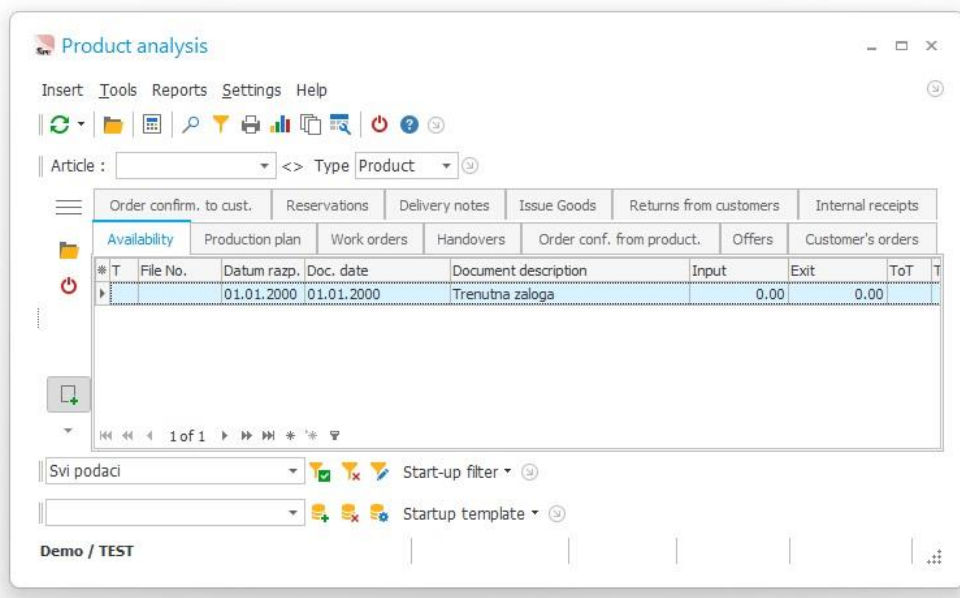 Product analysis
Insert Tools Reports Settings Help
Article : <> Type Product
Order confirm. to cust. Reservations Delivery notes Issue Goods Returns from customers Internal receipts
Availability Production plan Work orders Handovers Order conf. from product. Offers Customer's orders
T File No. Datum razp. Doc. date Document description Input Exit ToT T
01.01.2000 01.01.2000 Trenutna zaloga 0.00 0.00
1 of 1
Svi podaci Start-up filter
Startup template
Demo / TEST